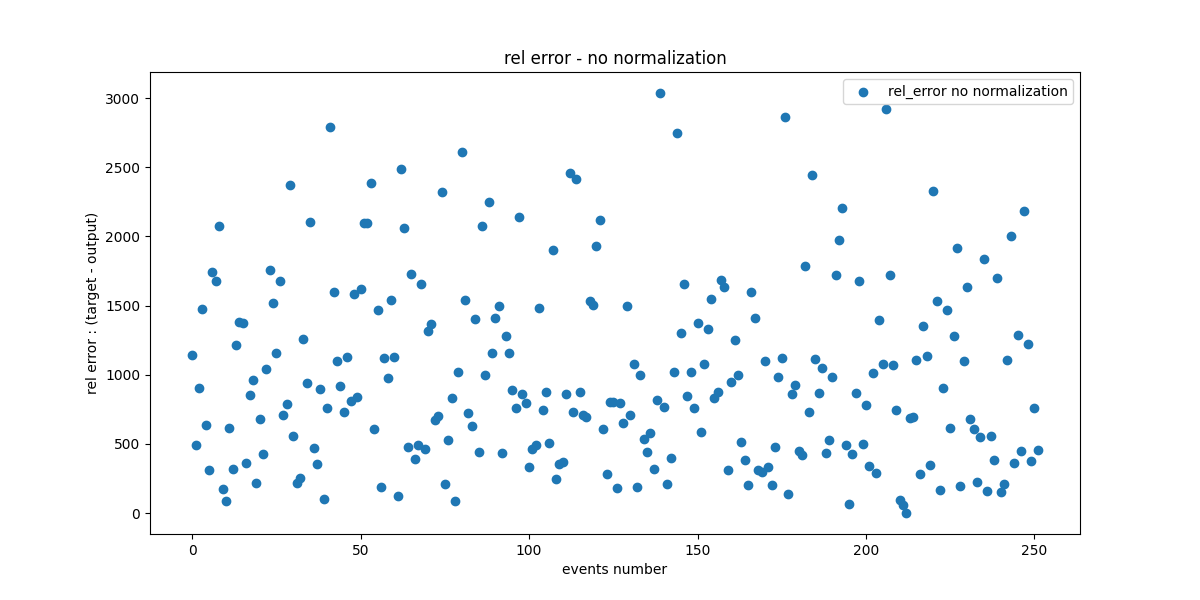 rel error - no normalization
rel_error no normalization
rel error : (target - output)
3000
2500
2000
1500
1000
500
0
0 50 100 150 200 250
events number